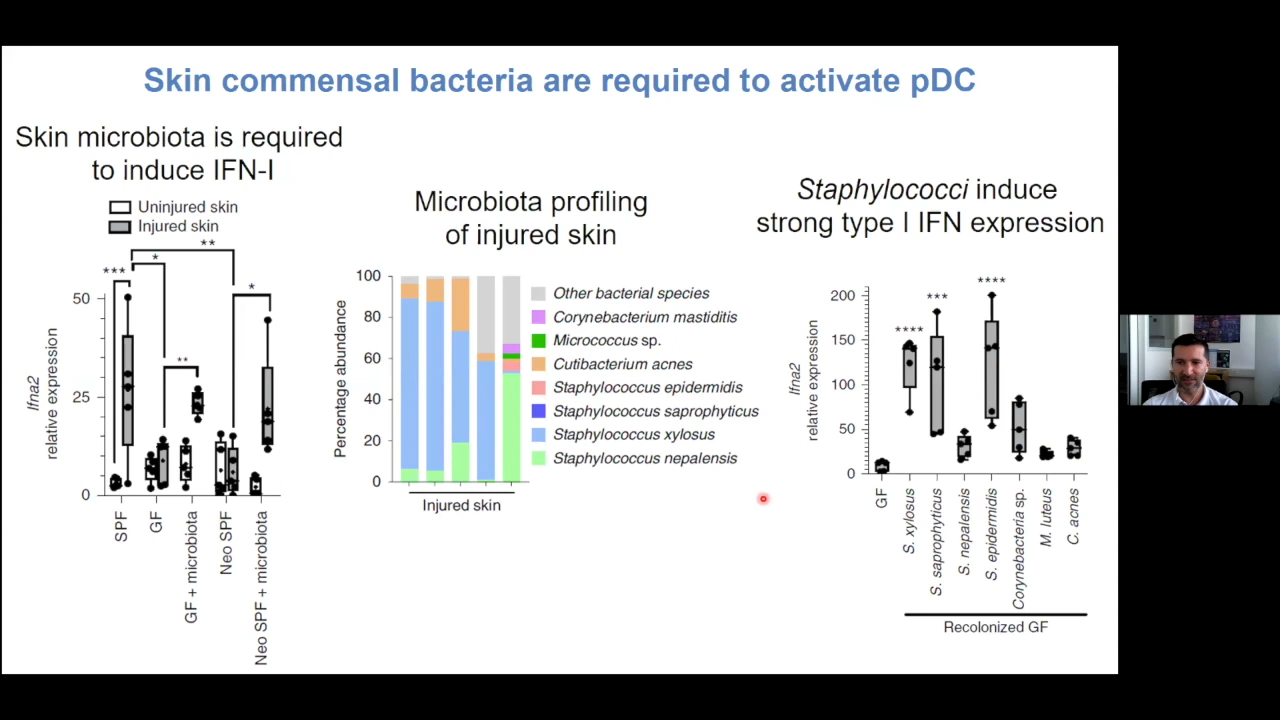 Skin commensal bacteria are required to activate pDC
Skin microbiota is required
to induce IFN-I
Uninjured skin
Injured skin
***
*
**
**
*
50
25
0
Ifna2
relative expression
SPF
GF
GF + microbiota
Neo SPF
Neo SPF + microbiota
Microbiota profiling
of injured skin
100
80
60
40
20
0
Percentage abundance
Injured skin
Other bacterial species
Corynebacterium mastiditis
Micrococcus sp.
Cutibacterium acnes
Staphylococcus epidermidis
Staphylococcus saprophyticus
Staphylococcus xylosus
Staphylococcus nepalensis
Staphylococci induce
strong type I IFN expression
****
***
****
200
150
100
50
0
Ifna2
relative expression
GF
S. xylosus
S. saprophyticus
S. nepalensis
S. epidermidis
Corynebacteria sp.
M. luteus
C. acnes
Recolonized GF